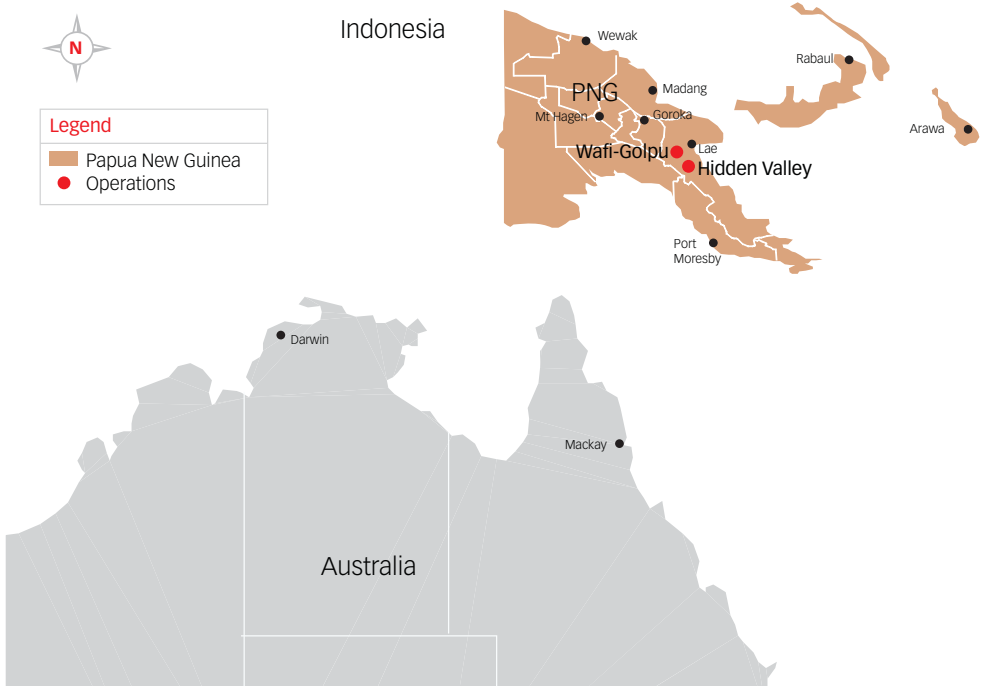 Indonesia
N
Legend
Papua New Guinea
Operations
Wewak
Rabaul
PNG
Madang
Mt Hagen
Goroka
Arawa
Lae
Wafi-Golpu
Hidden Valley
Port
Moresby
Darwin
Mackay
Australia